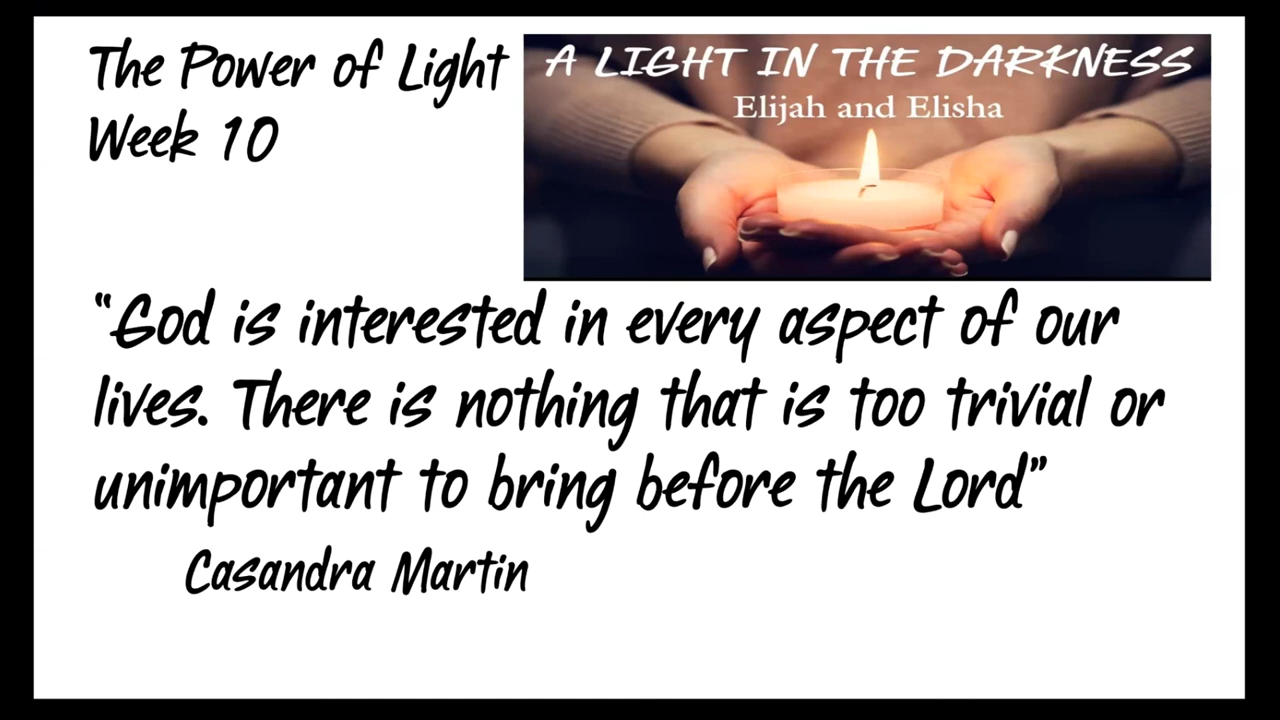 The Power of Light
Week 10
A LIGHT IN THE DARKNESS
Elijah and Elisha
“God is interested in every aspect of our
lives. There is nothing that is too trivial or
unimportant to bring before the Lord”
Casandra Martin